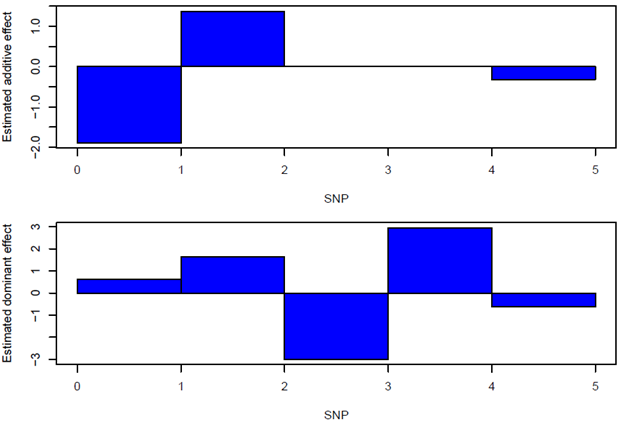 Estimated additive effect
1.0
0.0
−1.0
−2.0
0 1 2 3 4 5
SNP
Estimated dominant effect
3
2
1
0
−1
−3
0 1 2 3 4 5
SNP